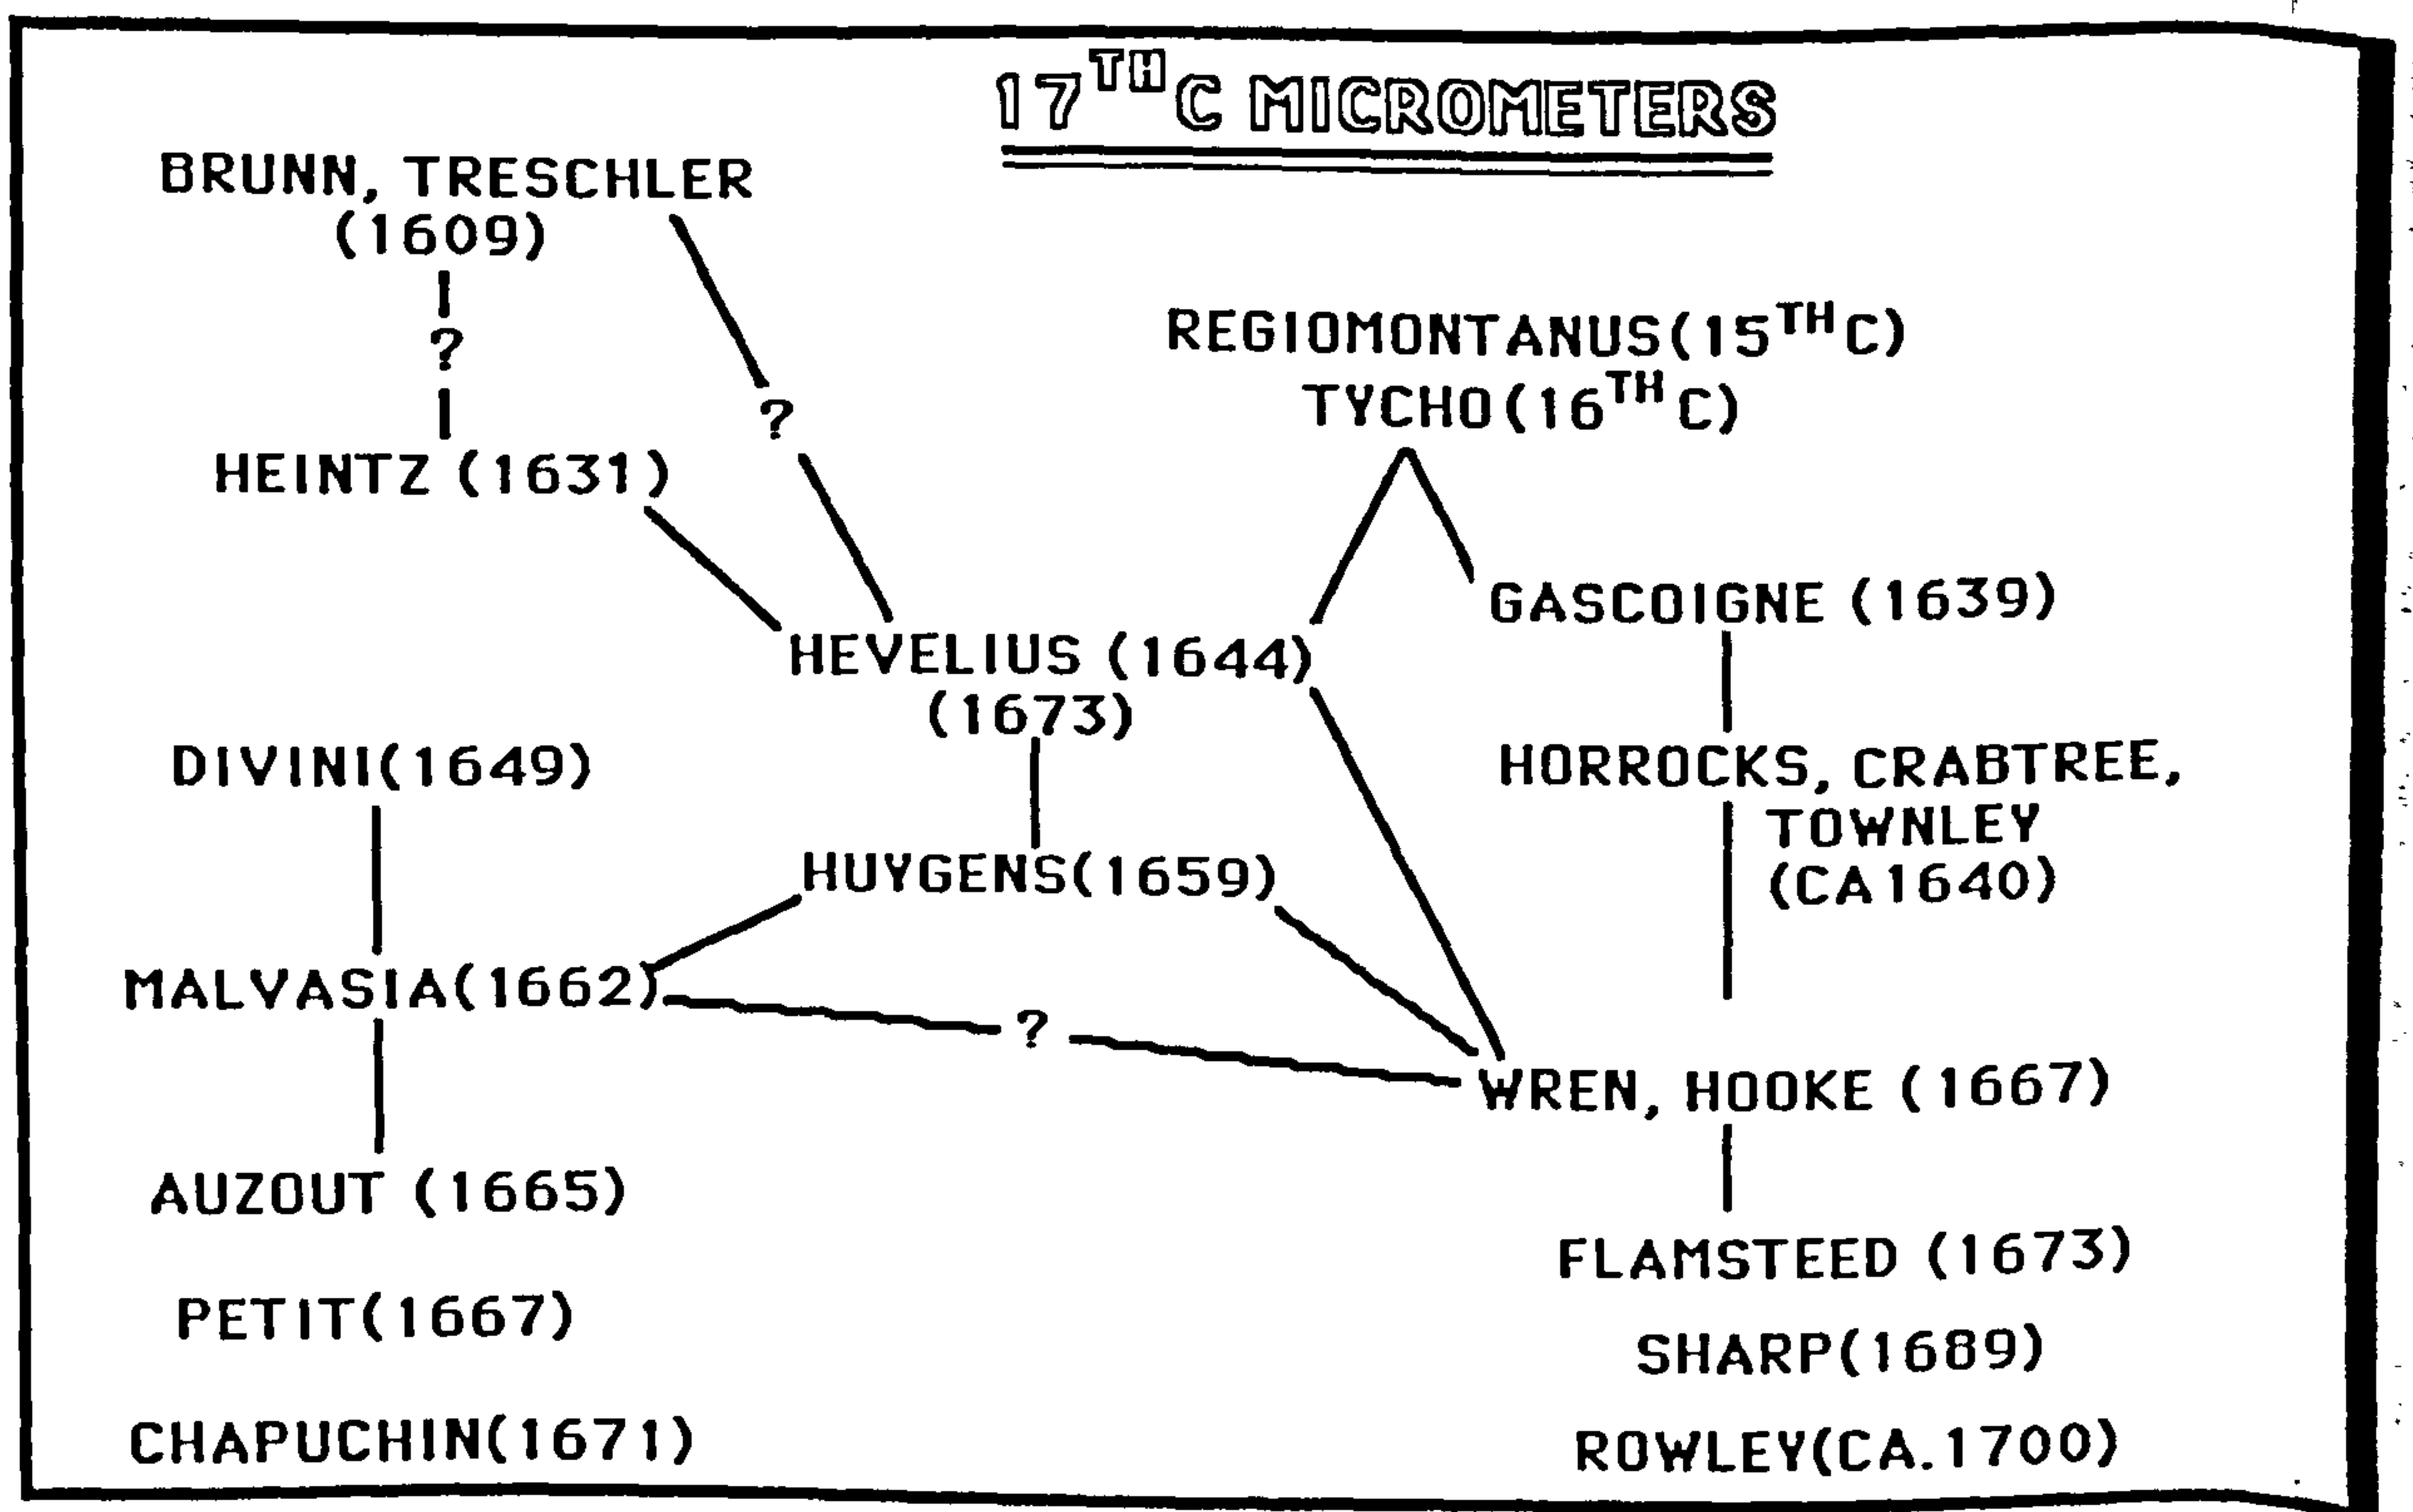 17TH C MICROMETERS
BRUNN, TRESCHLER
(1609)
?
?
HEINTZ (1631)
REGIOMONTANUS(15TH C)
TYCHO(16TH C)
GASCOIGNE (1639)
HEVELIUS (1644)
(1673)
DIVINI(1649)
HORROCKS, CRABTREE,
TOWNLEY
(CA1640)
HUYGENS(1659)
MALVASIA(1662)
?
WREN, HOOKE (1667)
AUZOUT (1665)
FLAMSTEED (1673)
PETIT(1667)
SHARP(1689)
CHAPUCHIN(1671)
ROWLEY(CA.1700)